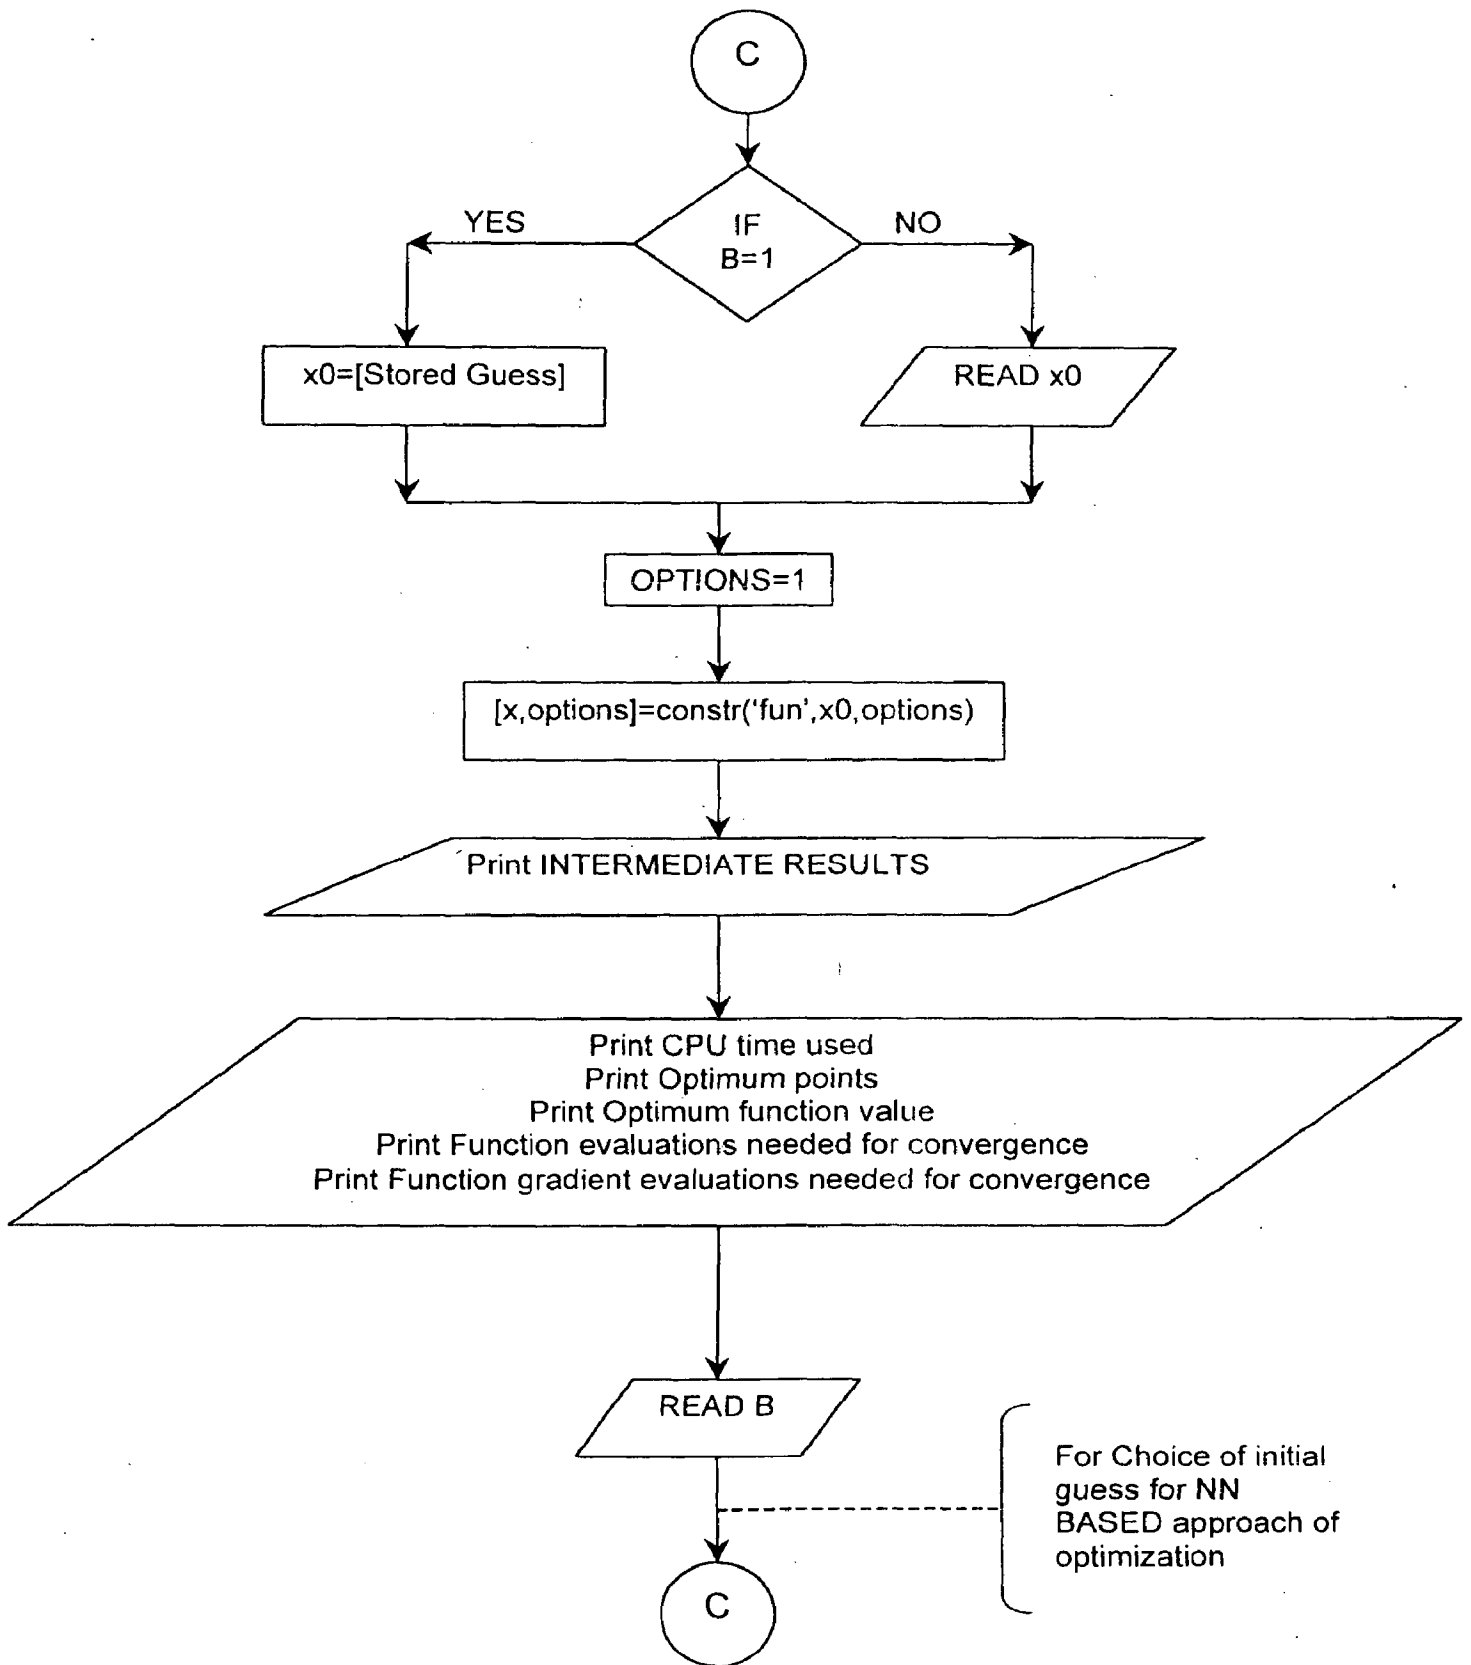 C
IF
B=1
YES
NO
x0=[Stored Guess]
READ x0
OPTIONS=1
[x,options]=constr('fun',x0,options)
Print INTERMEDIATE RESULTS
Print CPU time used
Print Optimum points
Print Optimum function value
Print Function evaluations needed for convergence
Print Function gradient evaluations needed for convergence
READ B
For Choice of initial
guess for NN
BASED approach of
optimization
C